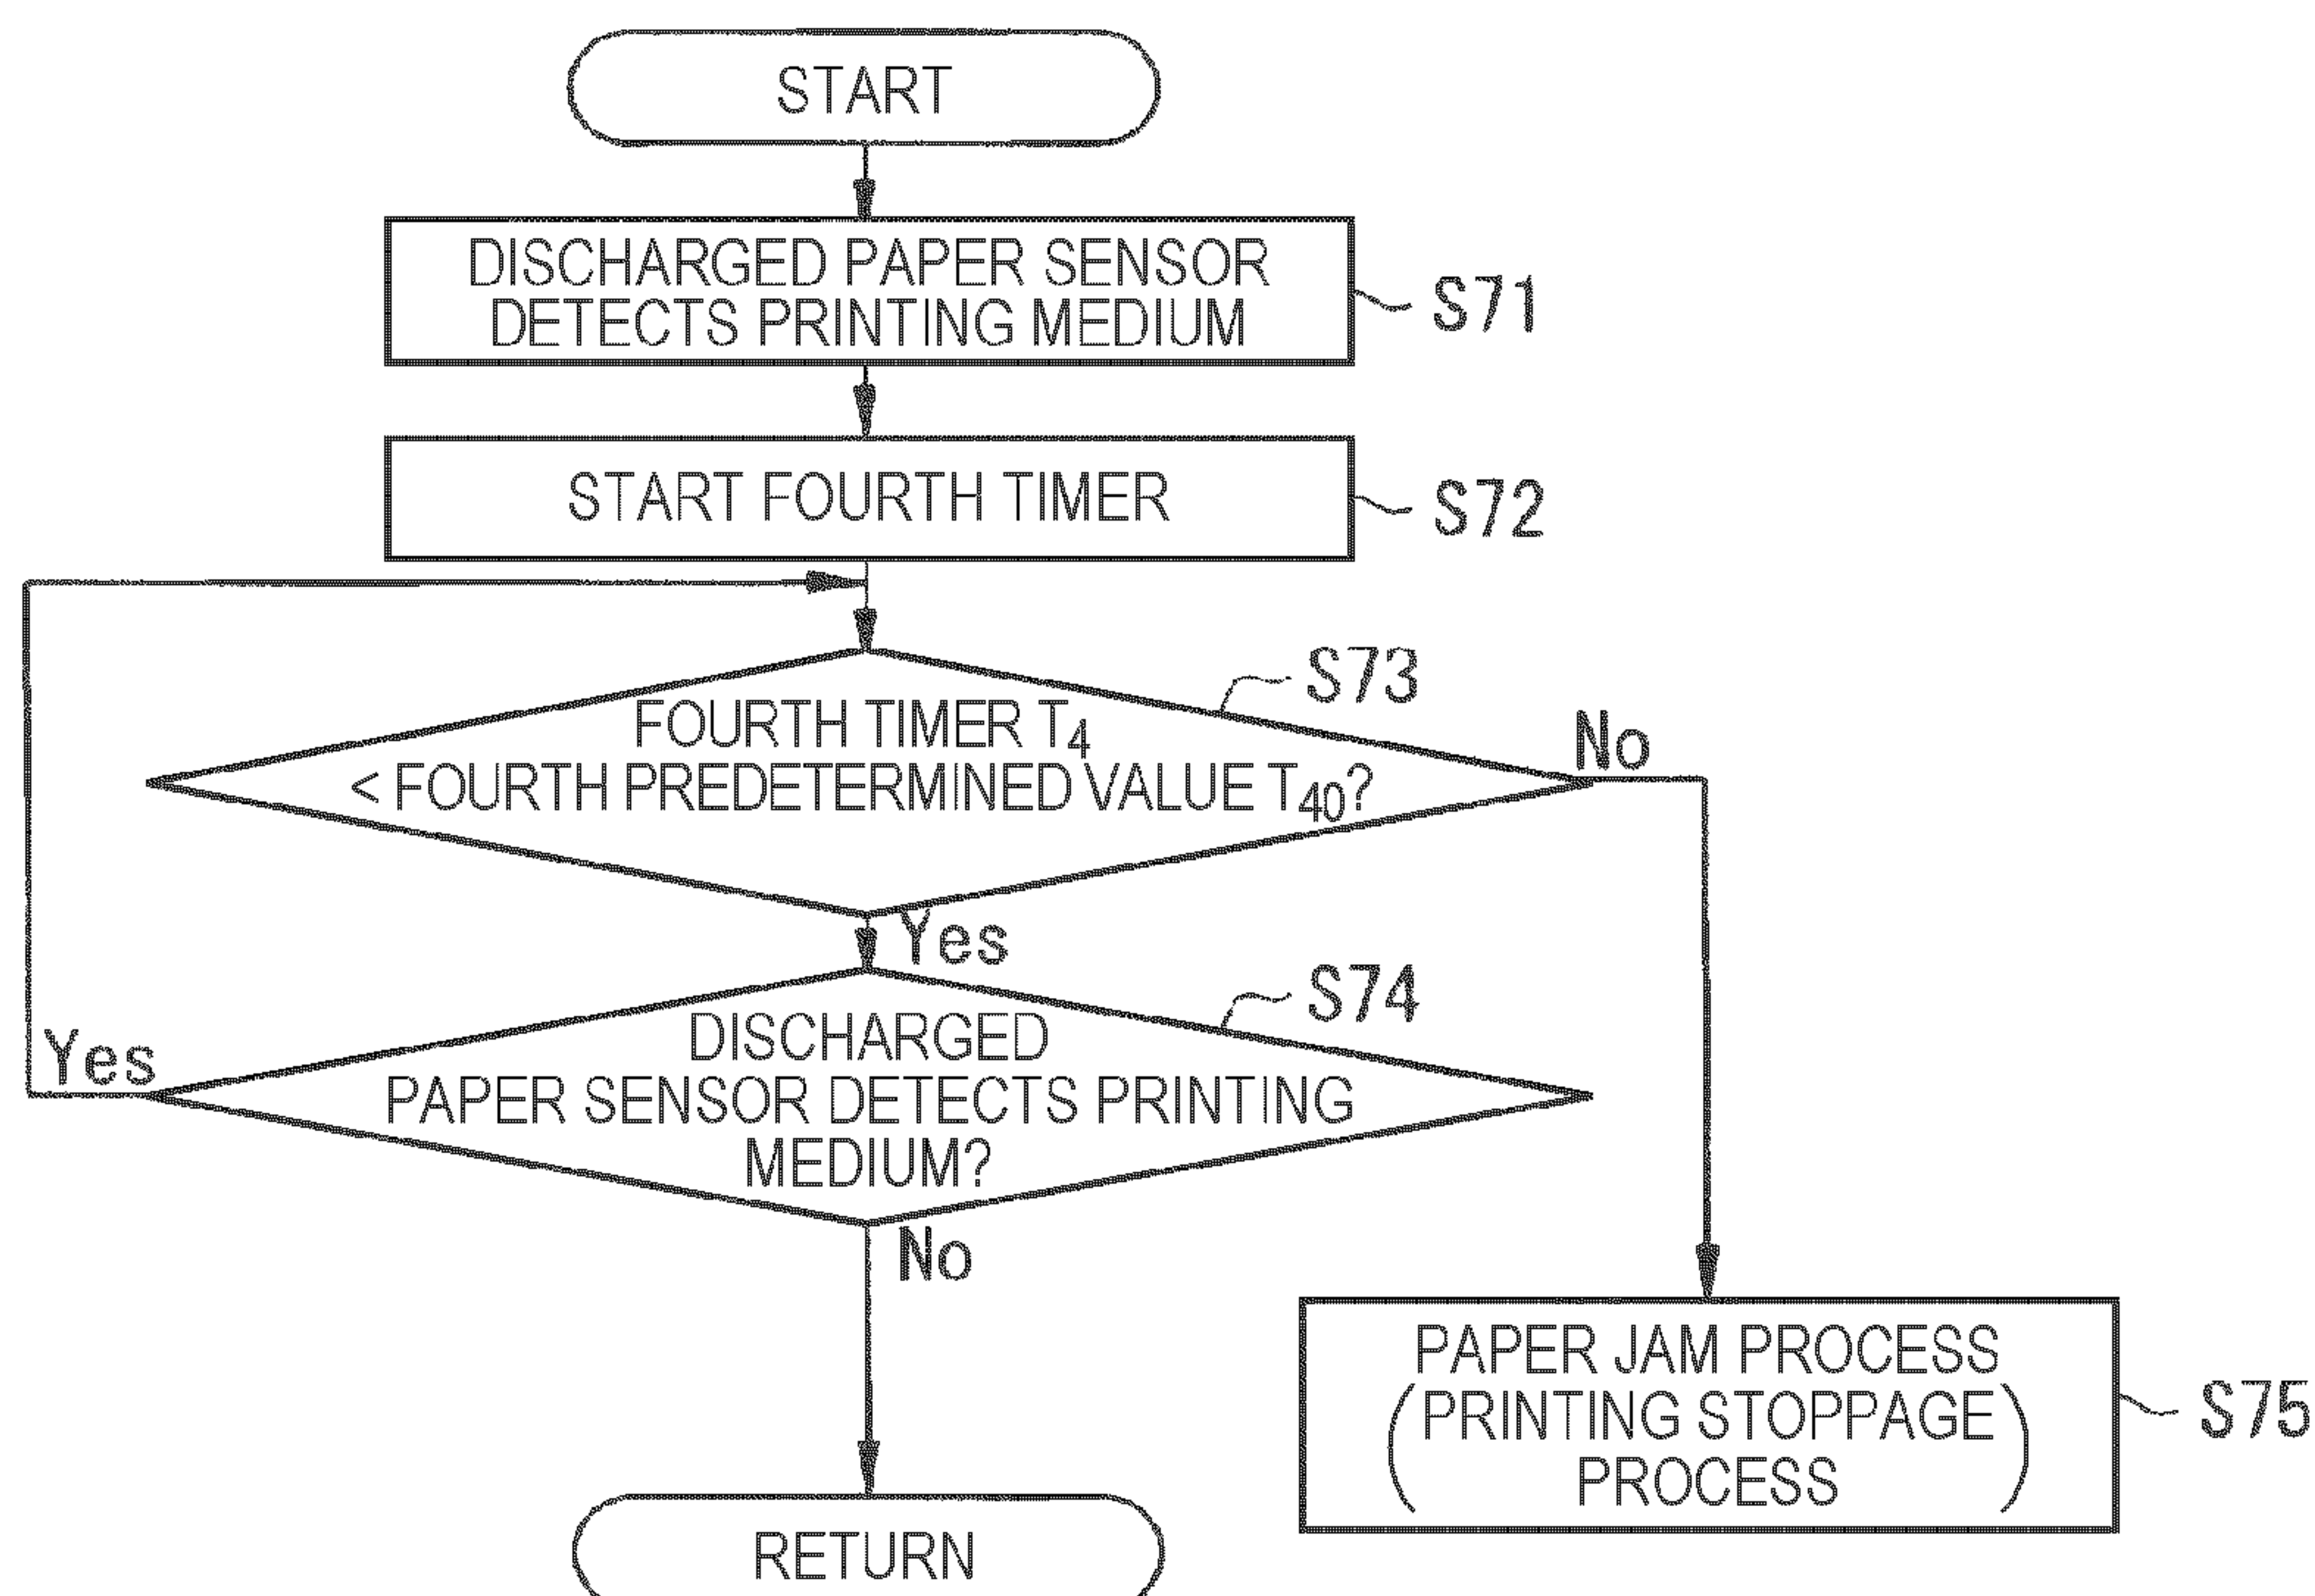 START
DISCHARGED PAPER SENSOR
DETECTS PRINTING MEDIUM
S71
START FOURTH TIMER
S72
S73
FOURTH TIMER T4
< FOURTH PREDETERMINED VALUE T40?
No
Yes
S74
DISCHARGED
PAPER SENSOR DETECTS PRINTING
MEDIUM?
Yes
No
PAPER JAM PROCESS
(PRINTING STOPPAGE
PROCESS)
S75
RETURN